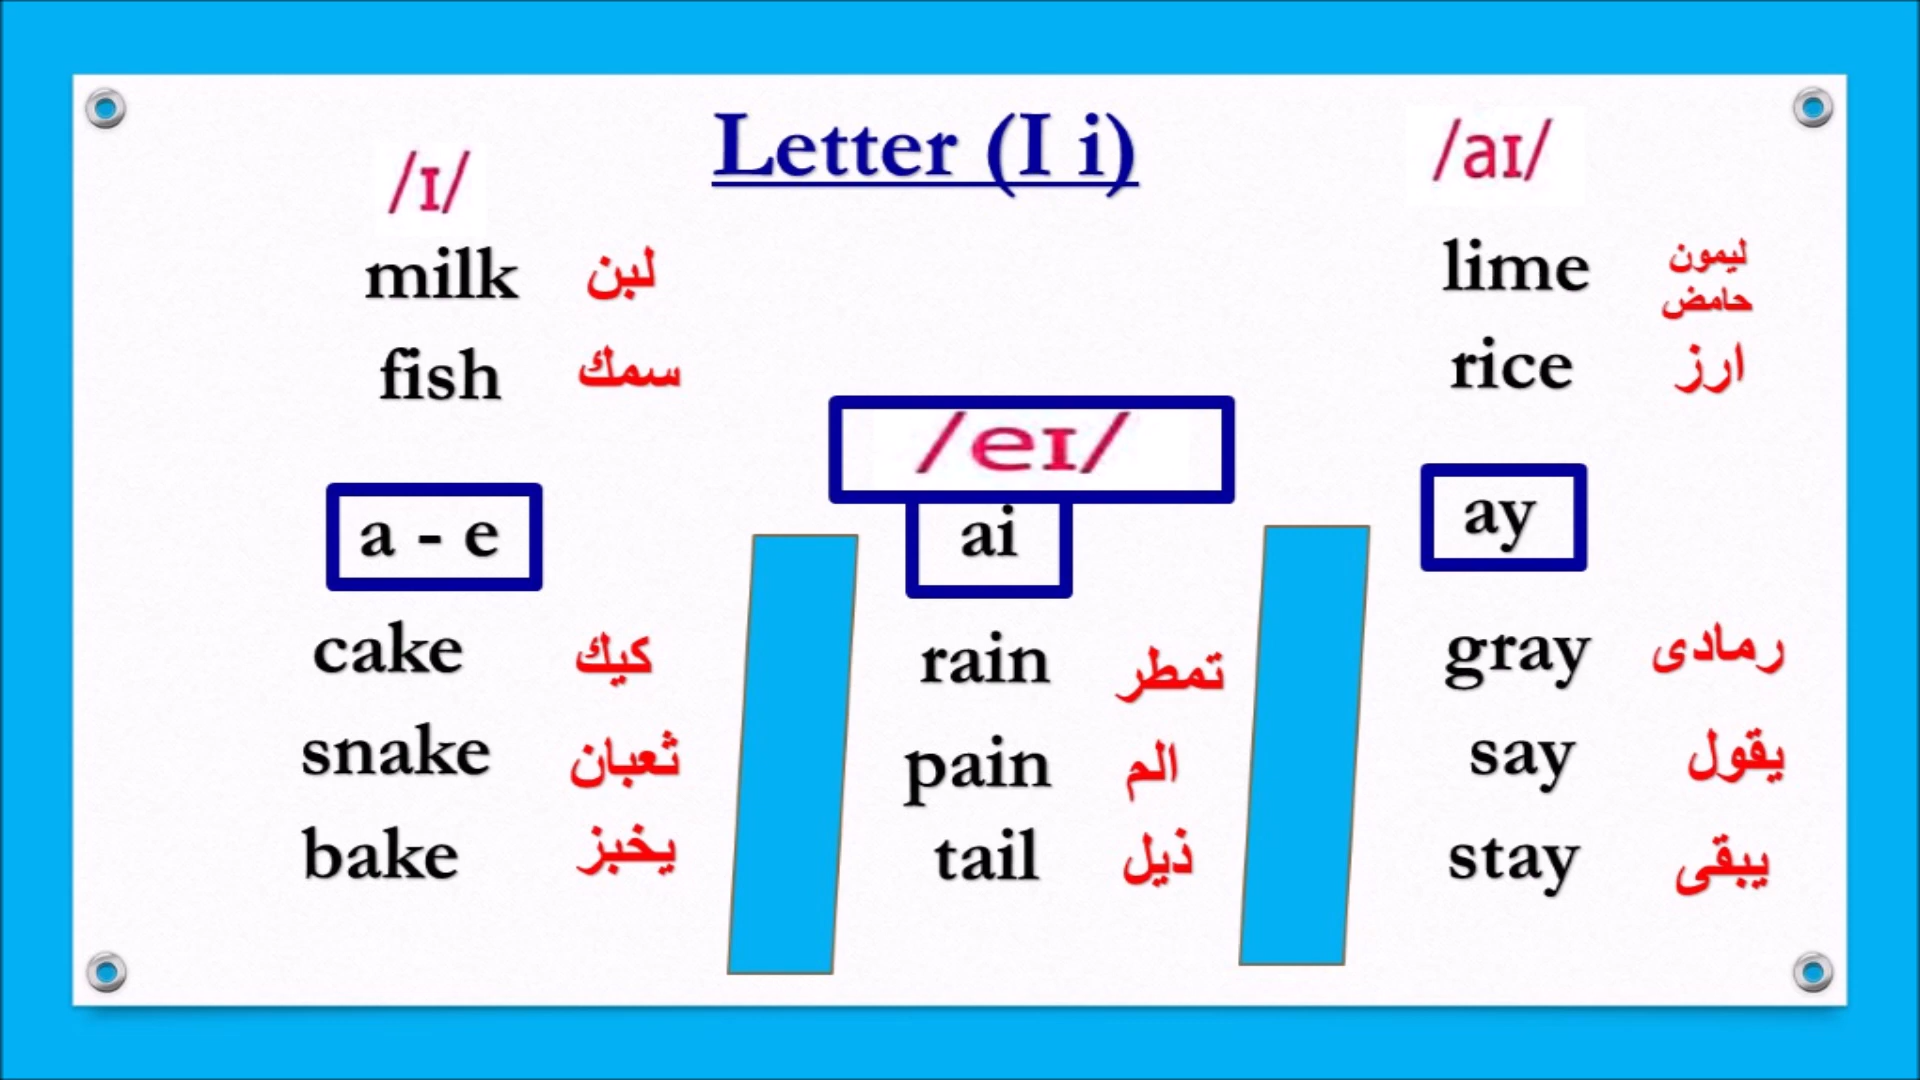 Letter (I i)
/ɪ/
/aɪ/
milk لبن
lime ليمون
حامض
fish سمك
rice ارز
/eɪ/
a - e
ai
ay
cake كيك
rain تمطر
gray رمادى
snake ثعبان
pain الم
say يقول
bake يخبز
tail ذيل
stay يبقى